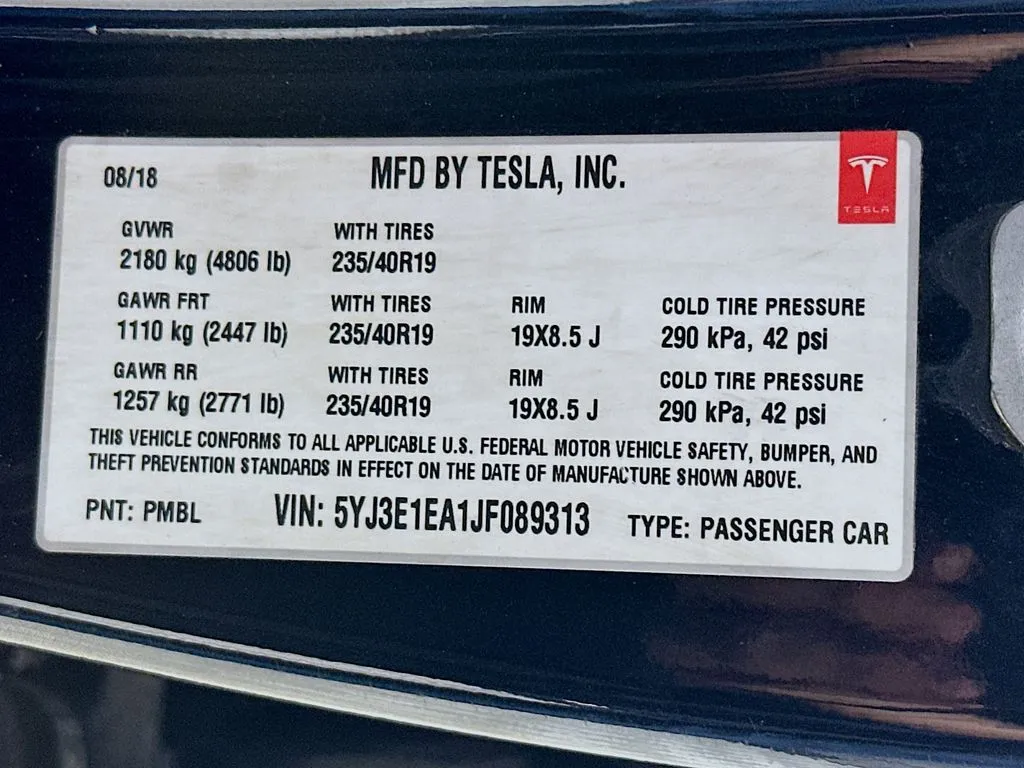 08/18 MFD BY TESLA, INC.
TESLA
GVWR WITH TIRES
2180 kg (4806 lb) 235/40R19
GAWR FRT WITH TIRES RIM COLD TIRE PRESSURE
1110 kg (2447 lb) 235/40R19 19X8.5 J 290 kPa, 42 psi
GAWR RR WITH TIRES RIM COLD TIRE PRESSURE
1257 kg (2771 lb) 235/40R19 19X8.5 J 290 kPa, 42 psi
THIS VEHICLE CONFORMS TO ALL APPLICABLE U.S. FEDERAL MOTOR VEHICLE SAFETY, BUMPER, AND
THEFT PREVENTION STANDARDS IN EFFECT ON THE DATE OF MANUFACTURE SHOWN ABOVE.
PNT: PMBL VIN: 5YJ3E1EA1JF089313 TYPE: PASSENGER CAR